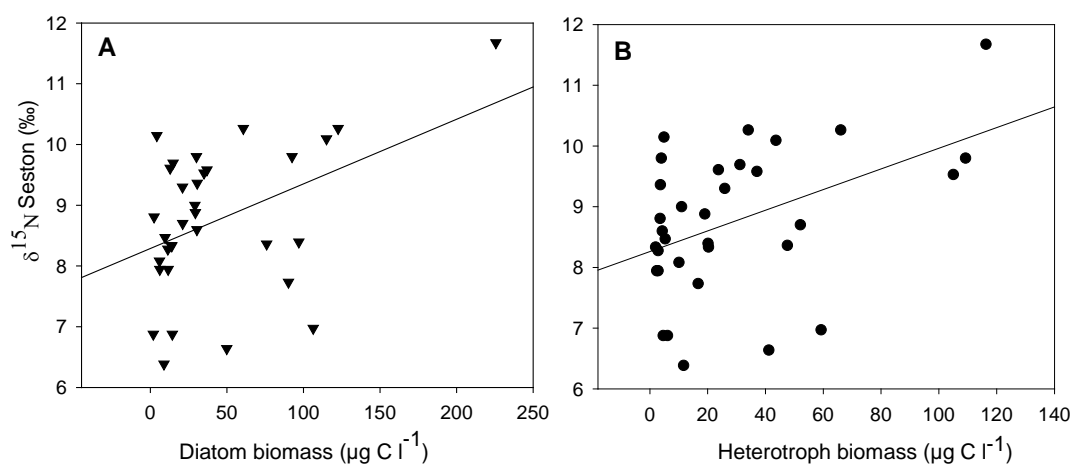 A
12
11
10
9
8
7
6
δ15N Seston (‰)
0 50 100 150 200 250
Diatom biomass (µg C l-1)
B
12
11
10
9
8
7
6
0 20 40 60 80 100 120 140
Heterotroph biomass (µg C l-1)